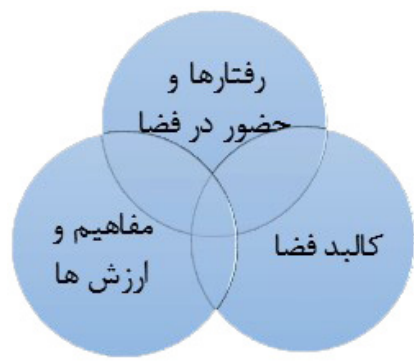 رفتارها و
حضور در فضا
مفاهیم و
ارزش ها
کالبد فضا